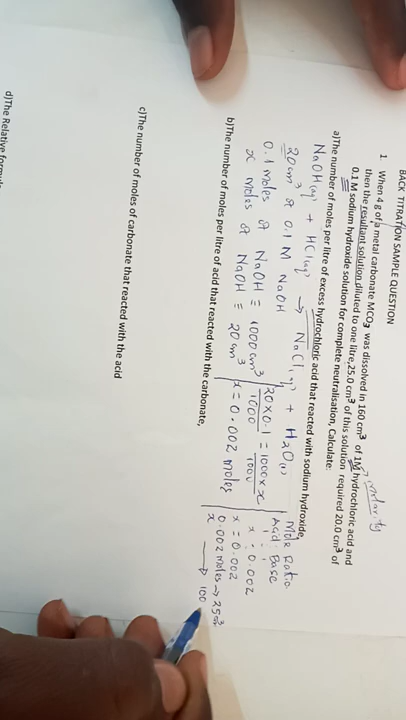 BACK TITRATION SAMPLE QUESTION
1. When 4 g of a metal carbonate MCO3 was dissolved in 160 cm3 of 1M hydrochloric acid and
then the resultant solution diluted to one litre,25.0 cm3 of this solution required 20.0 cm3 of
0.1 M sodium hydroxide solution for complete neutralisation, Calculate:
→ molarity
a)The number of moles per litre of excess hydrochloric acid that reacted with sodium hydroxide,
NaOH(aq) + HCl(aq) → NaCl(aq) + H2O(l)
20 cm3 of 0.1 M NaOH
0.1 moles of NaOH = 1000 cm3
x moles of NaOH = 20 cm3
20 x 0.1 = 1000 x x
1000 1000
x = 0.002 moles
Mole Ratio
Acid : Base
1 : 1
x = 0.002
x = 0.002
0.002 moles → 25 cm3
x → 100
b)The number of moles per litre of acid that reacted with the carbonate,
c)The number of moles of carbonate that reacted with the acid
d)The Relative